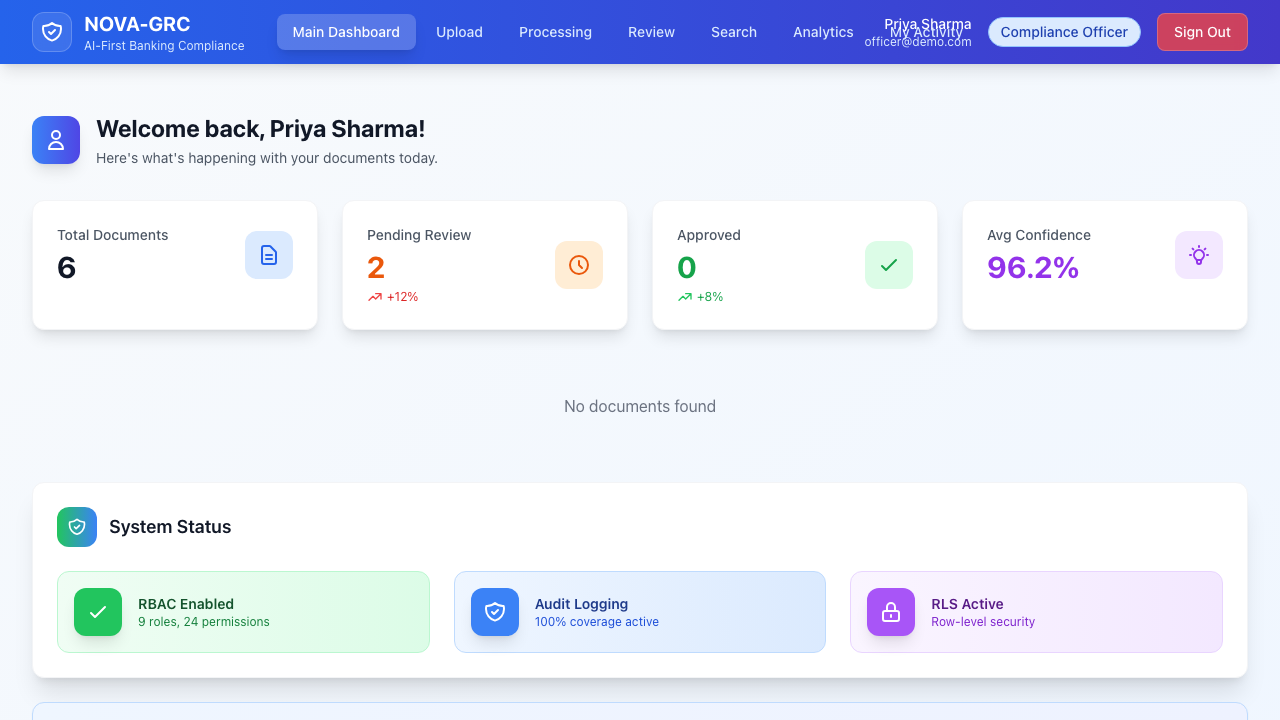 NOVA-GRC
AI-First Banking Compliance
Main Dashboard
Upload
Processing
Review
Search
Analytics
My Activity
Priya Sharma
officer@demo.com
Compliance Officer
Sign Out
Welcome back, Priya Sharma!
Here's what's happening with your documents today.
Total Documents
6
Pending Review
2
+12%
Approved
0
+8%
Avg Confidence
96.2%
No documents found
System Status
RBAC Enabled
9 roles, 24 permissions
Audit Logging
100% coverage active
RLS Active
Row-level security